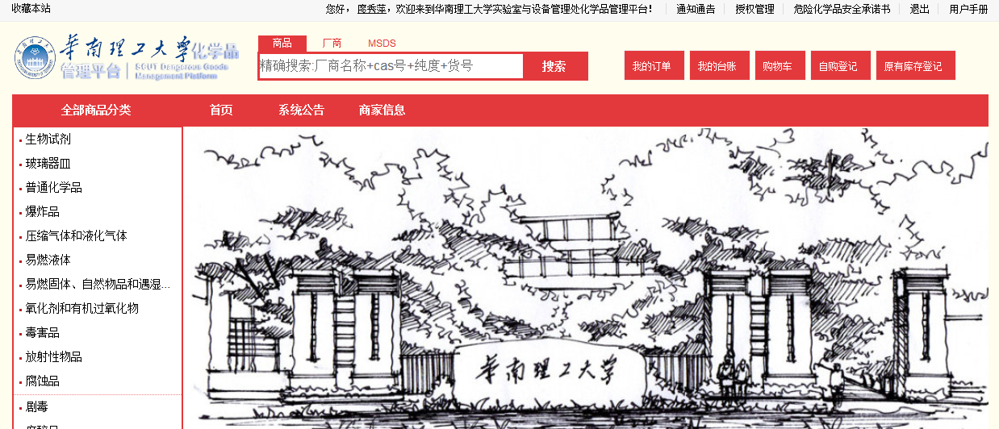 收藏本站 您好，廖秀萍，欢迎来到华南理工大学实验室与设备管理处化学品管理平台！ 通知通告 授权管理 危险化学品安全承诺书 退出 用户手册
商品 厂商 MSDS
华南理工大学化学品
管理平台 SCUT Dangerous Goods
Management Platform
精确搜索:厂商名称+cas号+纯度+货号 搜索
我的订单 我的台账 购物车 自购登记 原有库存登记
全部商品分类 首页 系统公告 商家信息
生物试剂
玻璃器皿
普通化学品
爆炸品
压缩气体和液化气体
易燃液体
易燃固体、自然物品和遇湿...
氧化剂和有机过氧化物
毒害品
放射性物品
腐蚀品
剧毒
华南理工大学